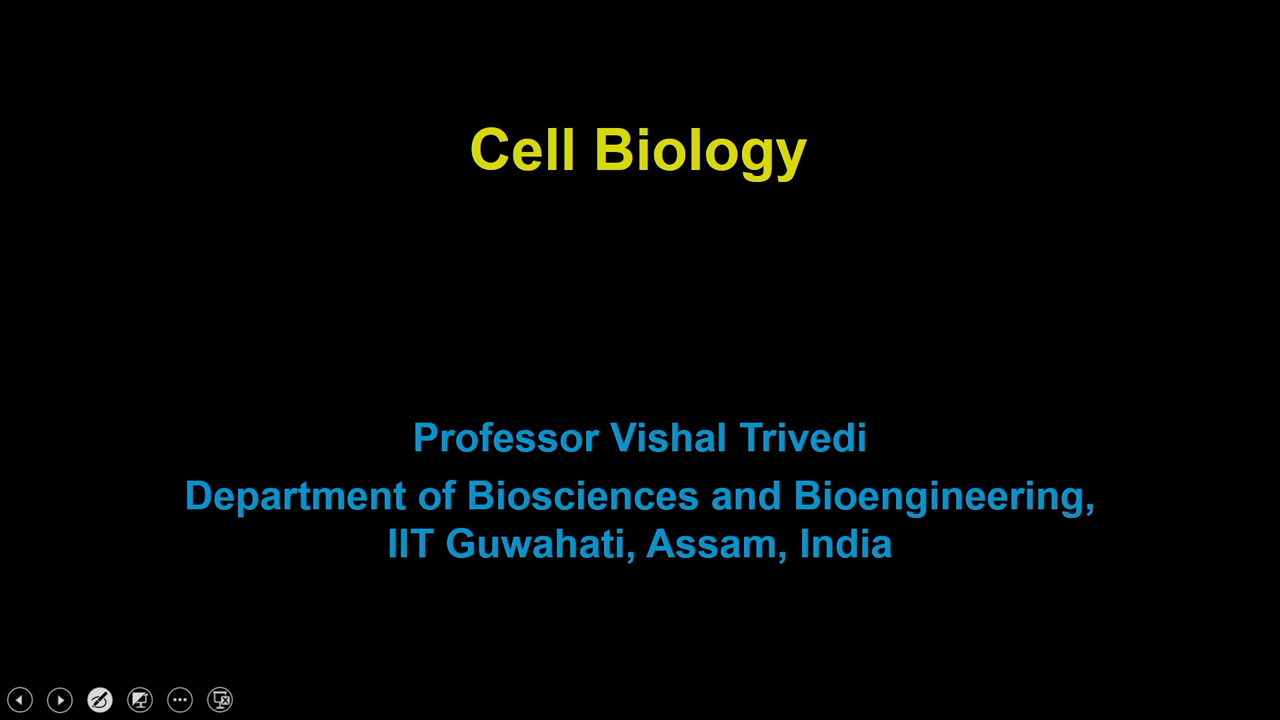 Cell Biology
Professor Vishal Trivedi
Department of Biosciences and Bioengineering,
IIT Guwahati, Assam, India